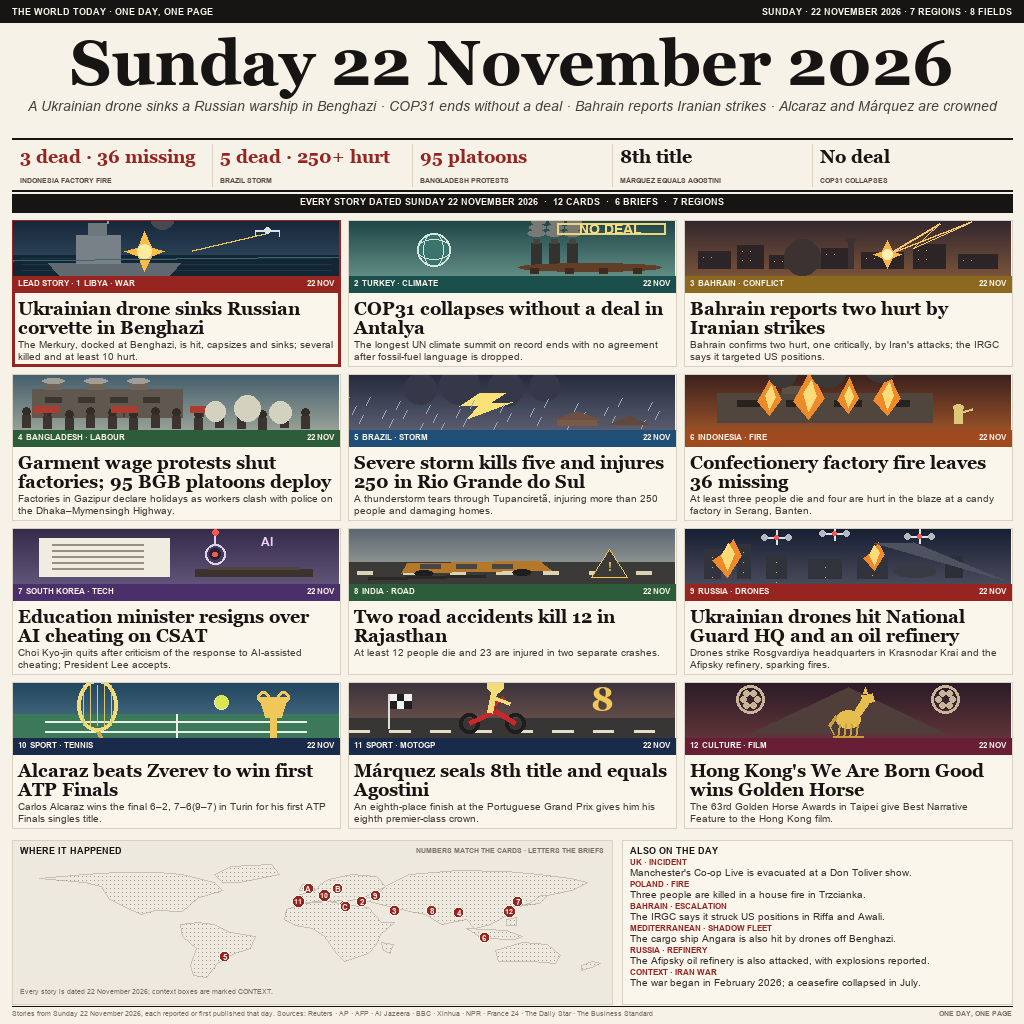 THE WORLD TODAY · ONE DAY, ONE PAGE
SUNDAY · 22 NOVEMBER 2026 · 7 REGIONS · 8 FIELDS
Sunday 22 November 2026
A Ukrainian drone sinks a Russian warship in Benghazi · COP31 ends without a deal · Bahrain reports Iranian strikes · Alcaraz and Márquez are crowned
3 dead · 36 missing
INDONESIA FACTORY FIRE
5 dead · 250+ hurt
BRAZIL STORM
95 platoons
BANGLADESH PROTESTS
8th title
MÁRQUEZ EQUALS AGOSTINI
No deal
COP31 COLLAPSES
EVERY STORY DATED SUNDAY 22 NOVEMBER 2026 · 12 CARDS · 6 BRIEFS · 7 REGIONS
LEAD STORY · 1 LIBYA · WAR
22 NOV
Ukrainian drone sinks Russian
corvette in Benghazi
The Merkury, docked at Benghazi, is hit, capsizes and sinks; several
killed and at least 10 hurt.
NO DEAL
2 TURKEY · CLIMATE
22 NOV
COP31 collapses without a deal in
Antalya
The longest UN climate summit on record ends with no agreement
after fossil-fuel language is dropped.
3 BAHRAIN · CONFLICT
22 NOV
Bahrain reports two hurt by
Iranian strikes
Bahrain confirms two hurt, one critically, by Iran's attacks; the IRGC
says it targeted US positions.
4 BANGLADESH · LABOUR
22 NOV
Garment wage protests shut
factories; 95 BGB platoons deploy
Factories in Gazipur declare holidays as workers clash with police on
the Dhaka–Mymensingh Highway.
5 BRAZIL · STORM
22 NOV
Severe storm kills five and injures
250 in Rio Grande do Sul
A thunderstorm tears through Tupanciretã, injuring more than 250
people and damaging homes.
6 INDONESIA · FIRE
22 NOV
Confectionery factory fire leaves
36 missing
At least three people die and four are hurt in the blaze at a candy
factory in Serang, Banten.
AI
7 SOUTH KOREA · TECH
22 NOV
Education minister resigns over
AI cheating on CSAT
Choi Kyo-jin quits after criticism of the response to AI-assisted
cheating; President Lee accepts.
!
8 INDIA · ROAD
22 NOV
Two road accidents kill 12 in
Rajasthan
At least 12 people die and 23 are injured in two separate crashes.
9 RUSSIA · DRONES
22 NOV
Ukrainian drones hit National
Guard HQ and an oil refinery
Drones strike Rosgvardiya headquarters in Krasnodar Krai and the
Afipsky refinery, sparking fires.
10 SPORT · TENNIS
22 NOV
Alcaraz beats Zverev to win first
ATP Finals
Carlos Alcaraz wins the final 6–2, 7–6(9–7) in Turin for his first ATP
Finals singles title.
8
11 SPORT · MOTOGP
22 NOV
Márquez seals 8th title and equals
Agostini
An eighth-place finish at the Portuguese Grand Prix gives him his
eighth premier-class crown.
12 CULTURE · FILM
22 NOV
Hong Kong's We Are Born Good
wins Golden Horse
The 63rd Golden Horse Awards in Taipei give Best Narrative
Feature to the Hong Kong film.
WHERE IT HAPPENED
NUMBERS MATCH THE CARDS · LETTERS THE BRIEFS
A
B
11
10
C
2
9
3
8
4
7
12
6
5
Every story is dated 22 November 2026; context boxes are marked CONTEXT.
ALSO ON THE DAY
UK · INCIDENT
Manchester's Co-op Live is evacuated at a Don Toliver show.
POLAND · FIRE
Three people are killed in a house fire in Trzcianka.
BAHRAIN · ESCALATION
The IRGC says it struck US positions in Riffa and Awali.
MEDITERRANEAN · SHADOW FLEET
The cargo ship Angara is also hit by drones off Benghazi.
RUSSIA · REFINERY
The Afipsky oil refinery is also attacked, with explosions reported.
CONTEXT · IRAN WAR
The war began in February 2026; a ceasefire collapsed in July.
Stories from Sunday 22 November 2026, each reported or first published that day. Sources: Reuters · AP · AFP · Al Jazeera · BBC · Xinhua · NPR · France 24 · The Daily Star · The Business Standard
ONE DAY, ONE PAGE